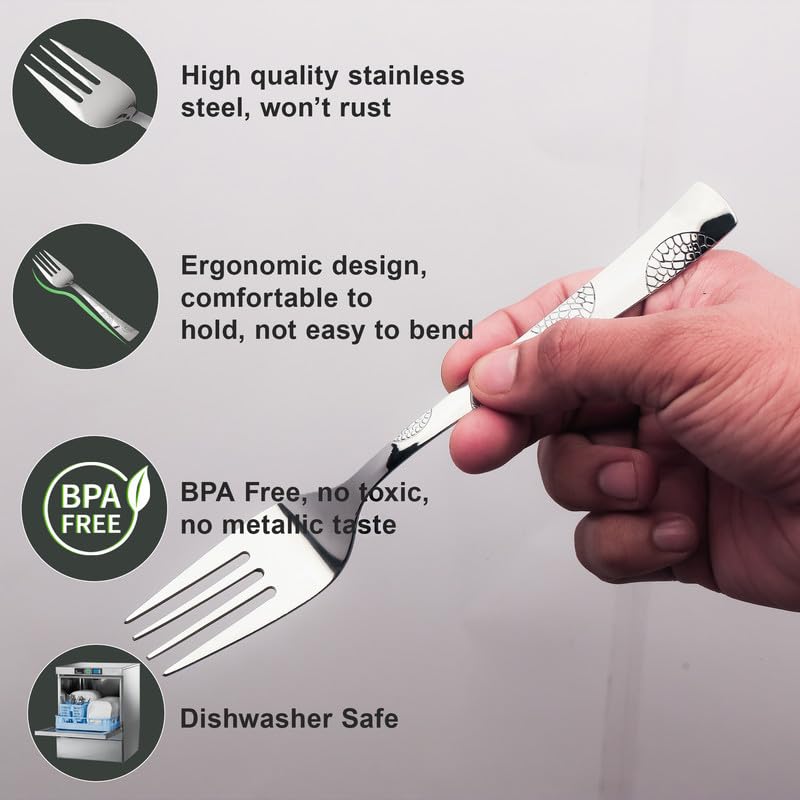 High quality stainless
steel, won’t rust
Ergonomic design,
comfortable to
hold, not easy to bend
BPA
FREE
BPA Free, no toxic,
no metallic taste
Dishwasher Safe